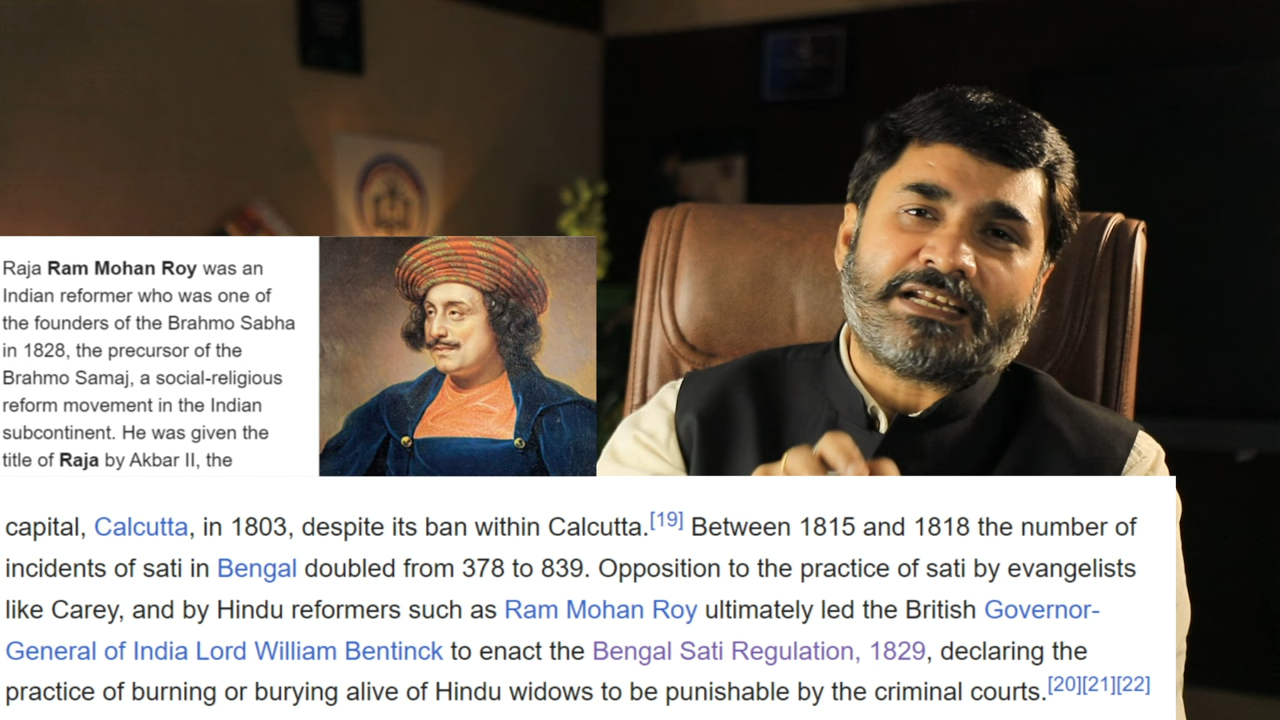 Raja Ram Mohan Roy was an
Indian reformer who was one of
the founders of the Brahmo Sabha
in 1828, the precursor of the
Brahmo Samaj, a social-religious
reform movement in the Indian
subcontinent. He was given the
title of Raja by Akbar II, the
capital, Calcutta, in 1803, despite its ban within Calcutta.[19] Between 1815 and 1818 the number of
incidents of sati in Bengal doubled from 378 to 839. Opposition to the practice of sati by evangelists
like Carey, and by Hindu reformers such as Ram Mohan Roy ultimately led the British Governor-
General of India Lord William Bentinck to enact the Bengal Sati Regulation, 1829, declaring the
practice of burning or burying alive of Hindu widows to be punishable by the criminal courts.[20][21][22]